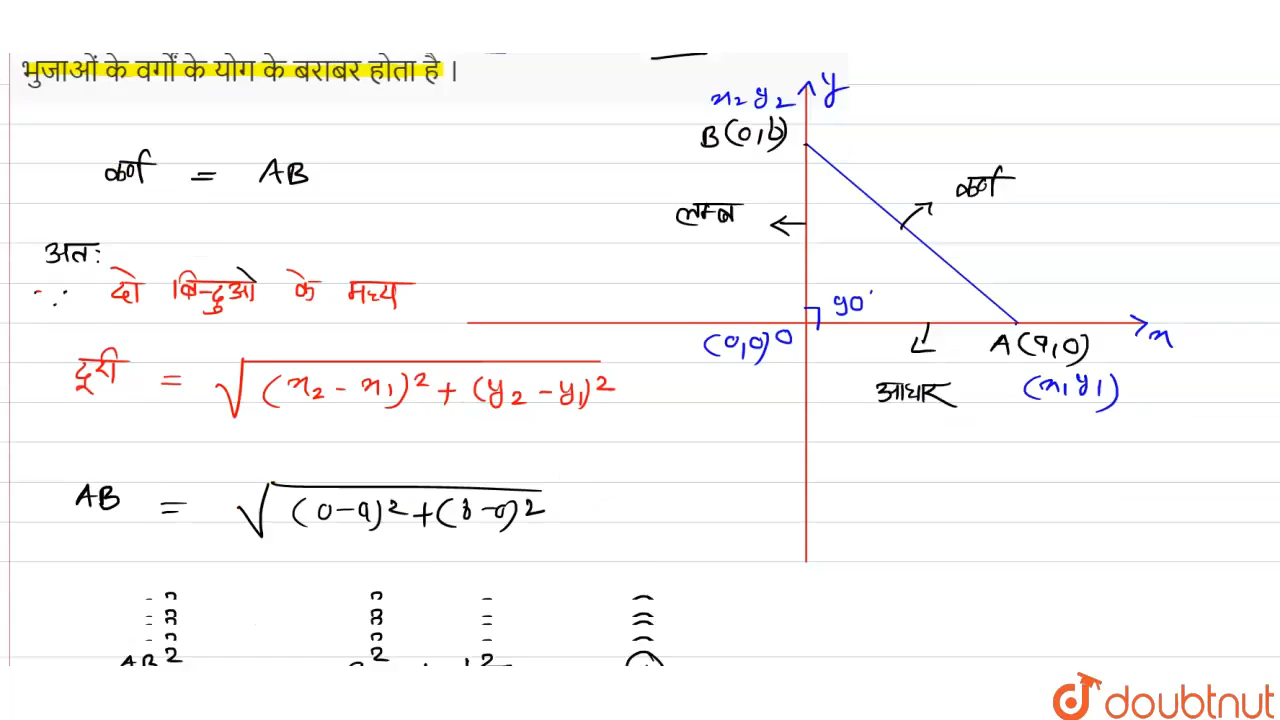 भुजाओं के वर्गों के योग के बराबर होता है ।
x₂ y₂ y
B(0,b)
कर्ण = AB
कर्ण
लम्ब
अतः
∵ दो बिन्दुओ के मध्य
90°
(0,0) 0
A(a,0)
x
दूरी = √(x₂ - x₁)² + (y₂ - y₁)²
आधार
(x₁ y₁)
AB = √(0-a)² + (b-0)²
doubtnut